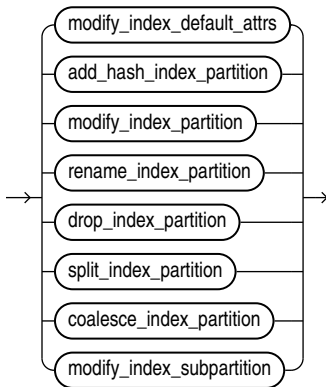 modify_index_default_attrs
add_hash_index_partition
modify_index_partition
rename_index_partition
drop_index_partition
split_index_partition
coalesce_index_partition
modify_index_subpartition